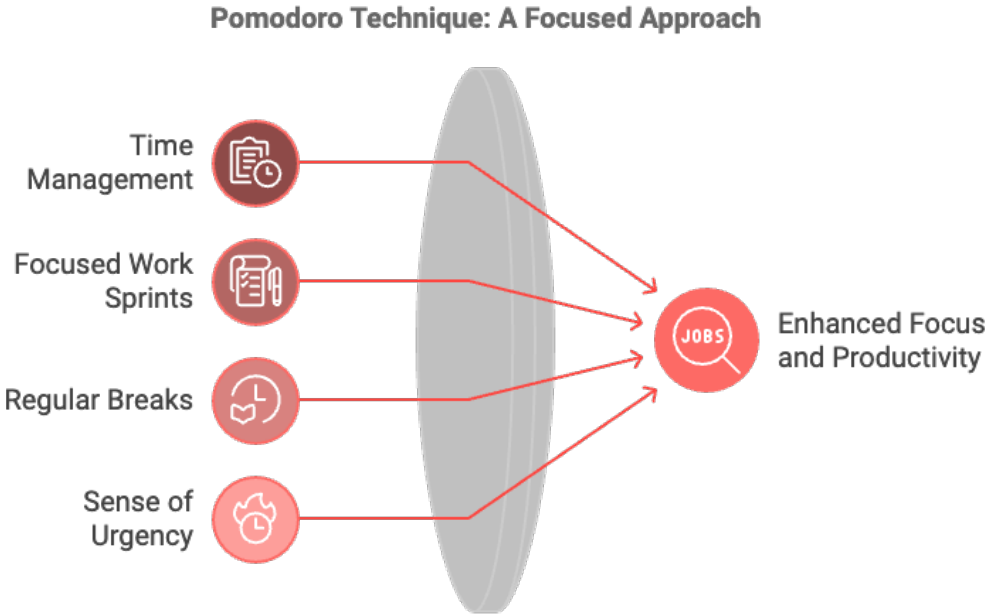 Pomodoro Technique: A Focused Approach
Time
Management
Focused Work
Sprints
Regular Breaks
Sense of
Urgency
JOBS
Enhanced Focus
and Productivity